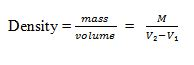 Density = mass / volume = M / (V₂ − V₁)